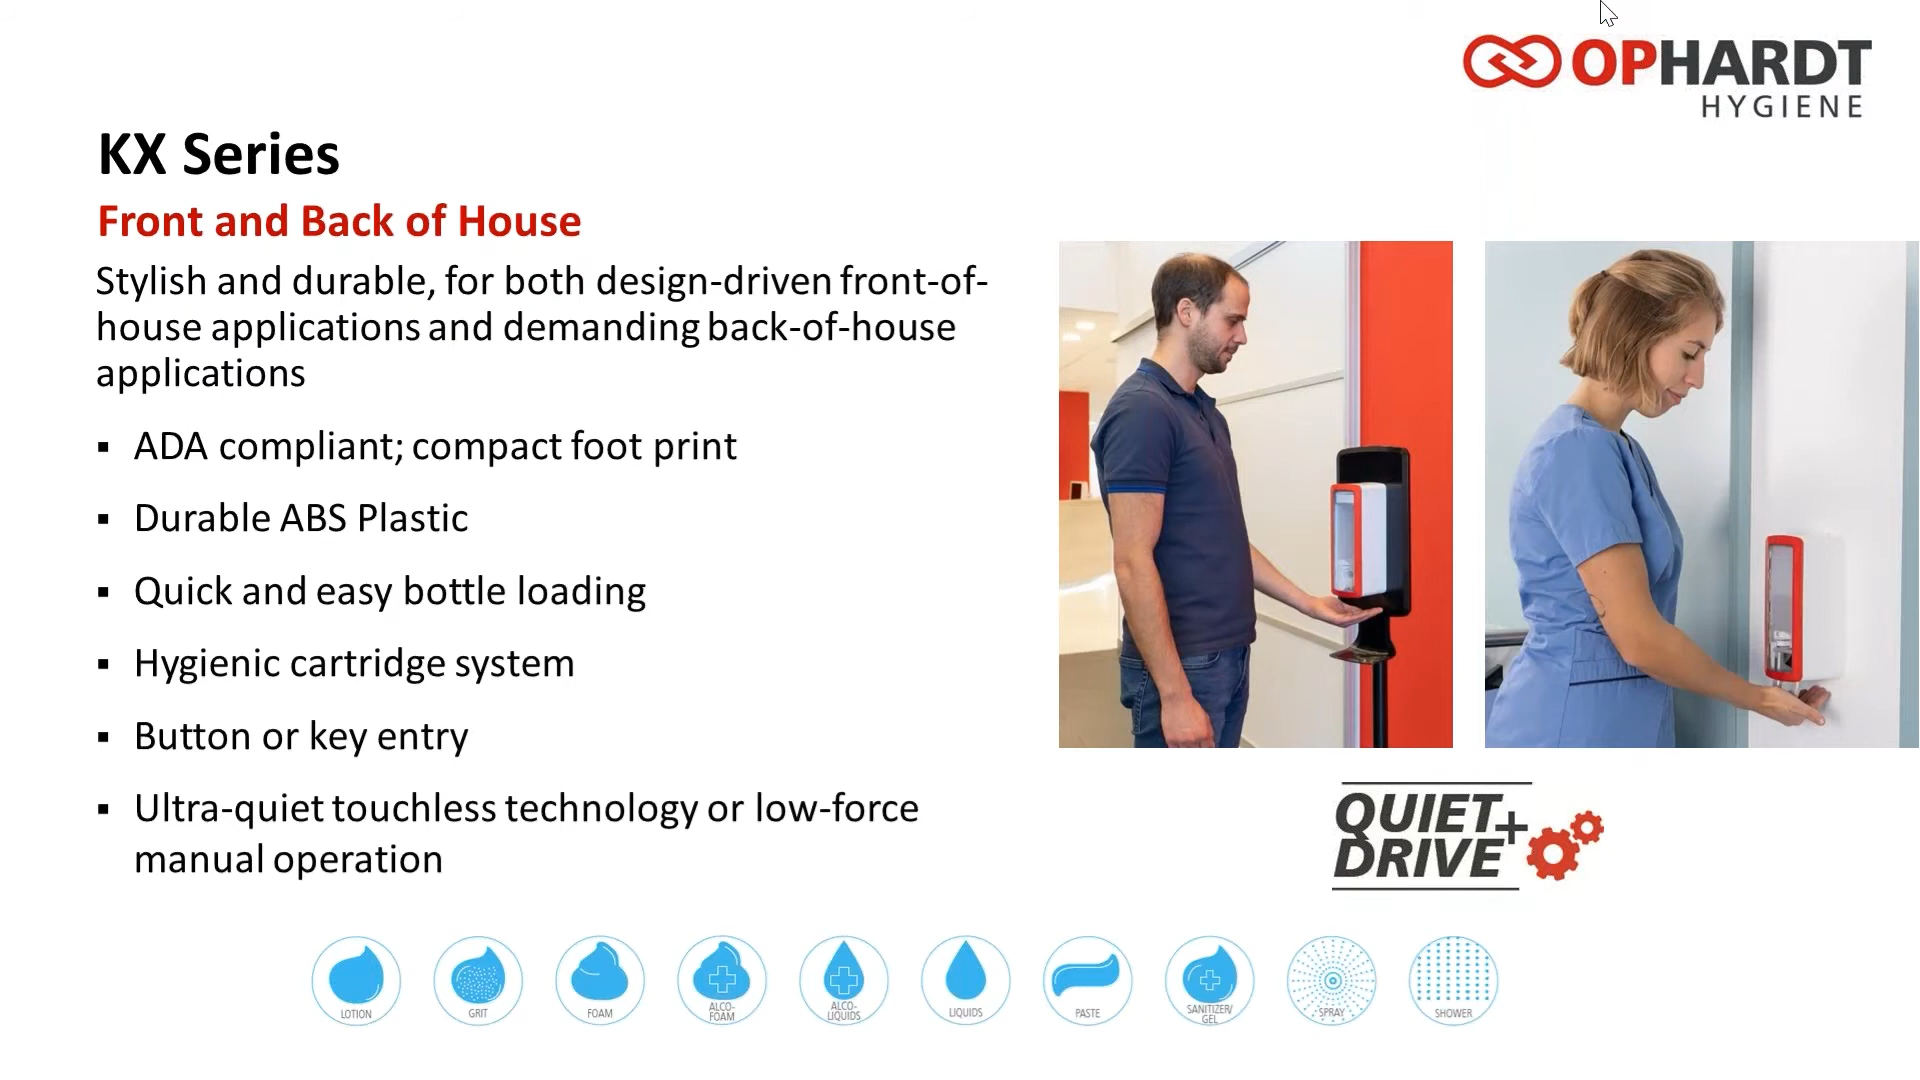 OPHARDT
HYGIENE
KX Series
Front and Back of House
Stylish and durable, for both design-driven front-of-
house applications and demanding back-of-house
applications
▪ ADA compliant; compact foot print
▪ Durable ABS Plastic
▪ Quick and easy bottle loading
▪ Hygienic cartridge system
▪ Button or key entry
▪ Ultra-quiet touchless technology or low-force
manual operation
QUIET+
DRIVE
LOTION
GRIT
FOAM
ALCO-
FOAM
ALCO-
LIQUIDS
LIQUIDS
PASTE
SANITIZER/
GEL
SPRAY
SHOWER